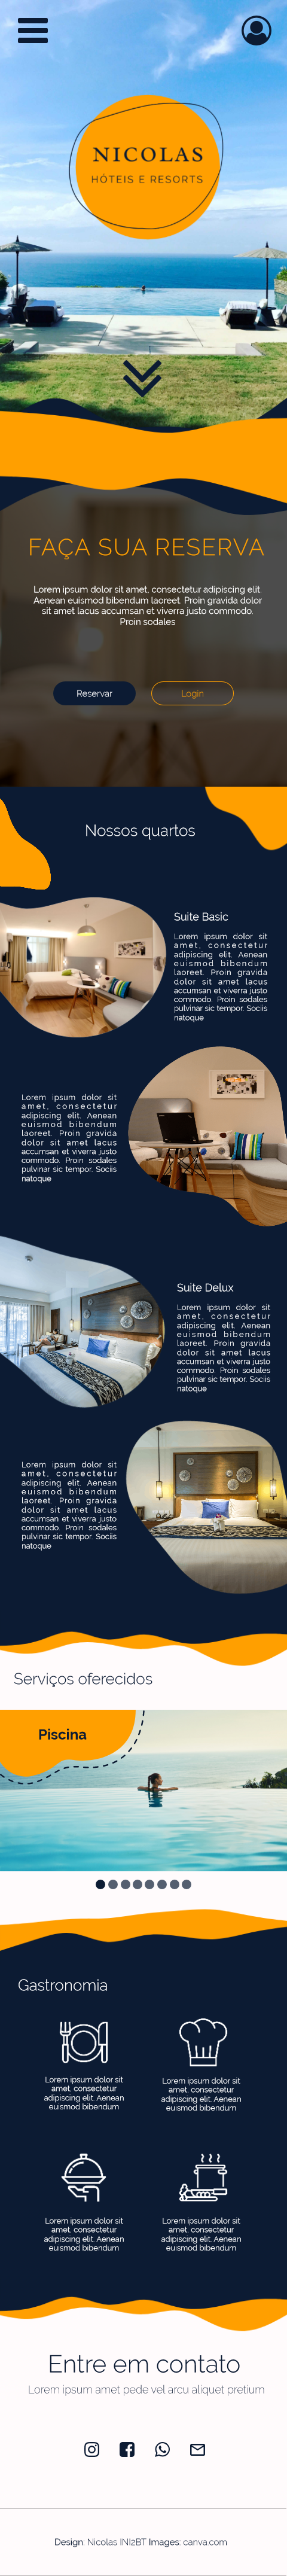 NICOLAS
HÓTEIS E RESORTS
FAÇA SUA RESERVA
Lorem ipsum dolor sit amet, consectetur adipiscing elit.
Aenean euismod bibendum laoreet. Proin gravida dolor
sit amet lacus accumsan et viverra justo commodo.
Proin sodales
Reservar
Login
Nossos quartos
Suite Basic
Lorem ipsum dolor sit
amet, consectetur
adipiscing elit. Aenean
euismod bibendum
laoreet. Proin gravida
dolor sit amet lacus
accumsan et viverra justo
commodo. Proin sodales
pulvinar sic tempor. Sociis
natoque
Lorem ipsum dolor sit
amet, consectetur
adipiscing elit. Aenean
euismod bibendum
laoreet. Proin gravida
dolor sit amet lacus
accumsan et viverra justo
commodo. Proin sodales
pulvinar sic tempor. Sociis
natoque
Suite Delux
Lorem ipsum dolor sit
amet, consectetur
adipiscing elit. Aenean
euismod bibendum
laoreet. Proin gravida
dolor sit amet lacus
accumsan et viverra justo
commodo. Proin sodales
pulvinar sic tempor. Sociis
natoque
Lorem ipsum dolor sit
amet, consectetur
adipiscing elit. Aenean
euismod bibendum
laoreet. Proin gravida
dolor sit amet lacus
accumsan et viverra justo
commodo. Proin sodales
pulvinar sic tempor. Sociis
natoque
Serviços oferecidos
Piscina
Gastronomia
Lorem ipsum dolor sit
amet, consectetur
adipiscing elit. Aenean
euismod bibendum
Lorem ipsum dolor sit
amet, consectetur
adipiscing elit. Aenean
euismod bibendum
Lorem ipsum dolor sit
amet, consectetur
adipiscing elit. Aenean
euismod bibendum
Lorem ipsum dolor sit
amet, consectetur
adipiscing elit. Aenean
euismod bibendum
Entre em contato
Lorem ipsum amet pede vel arcu aliquet pretium
Design: Nicolas INI2BT Images: canva.com